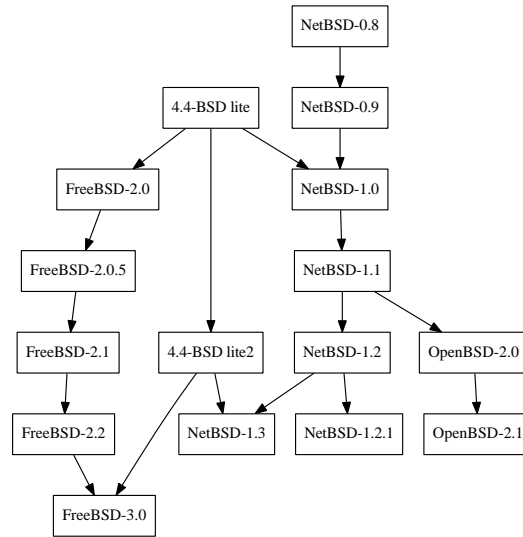 NetBSD-0.8
4.4-BSD lite
NetBSD-0.9
FreeBSD-2.0
NetBSD-1.0
FreeBSD-2.0.5
NetBSD-1.1
FreeBSD-2.1
4.4-BSD lite2
NetBSD-1.2
OpenBSD-2.0
FreeBSD-2.2
NetBSD-1.3
NetBSD-1.2.1
OpenBSD-2.1
FreeBSD-3.0